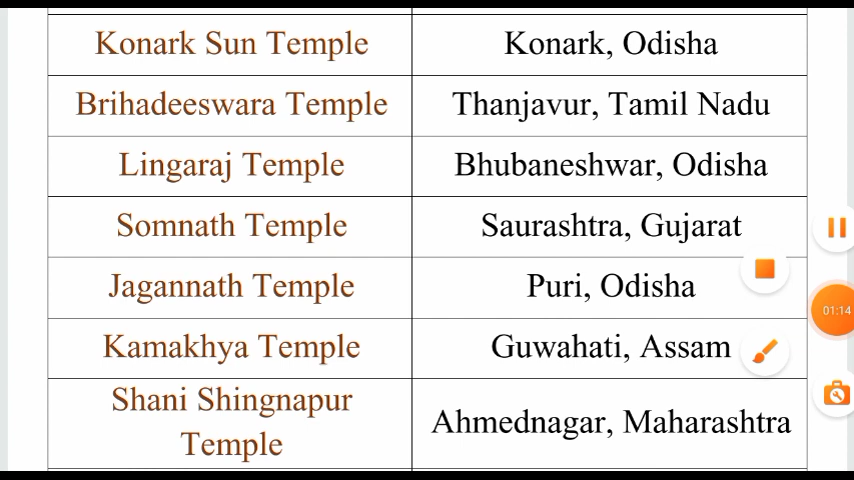 Konark Sun Temple
Konark, Odisha
Brihadeeswara Temple
Thanjavur, Tamil Nadu
Lingaraj Temple
Bhubaneshwar, Odisha
Somnath Temple
Saurashtra, Gujarat
Jagannath Temple
Puri, Odisha
Kamakhya Temple
Guwahati, Assam
Shani Shingnapur
Temple
Ahmednagar, Maharashtra
01:14